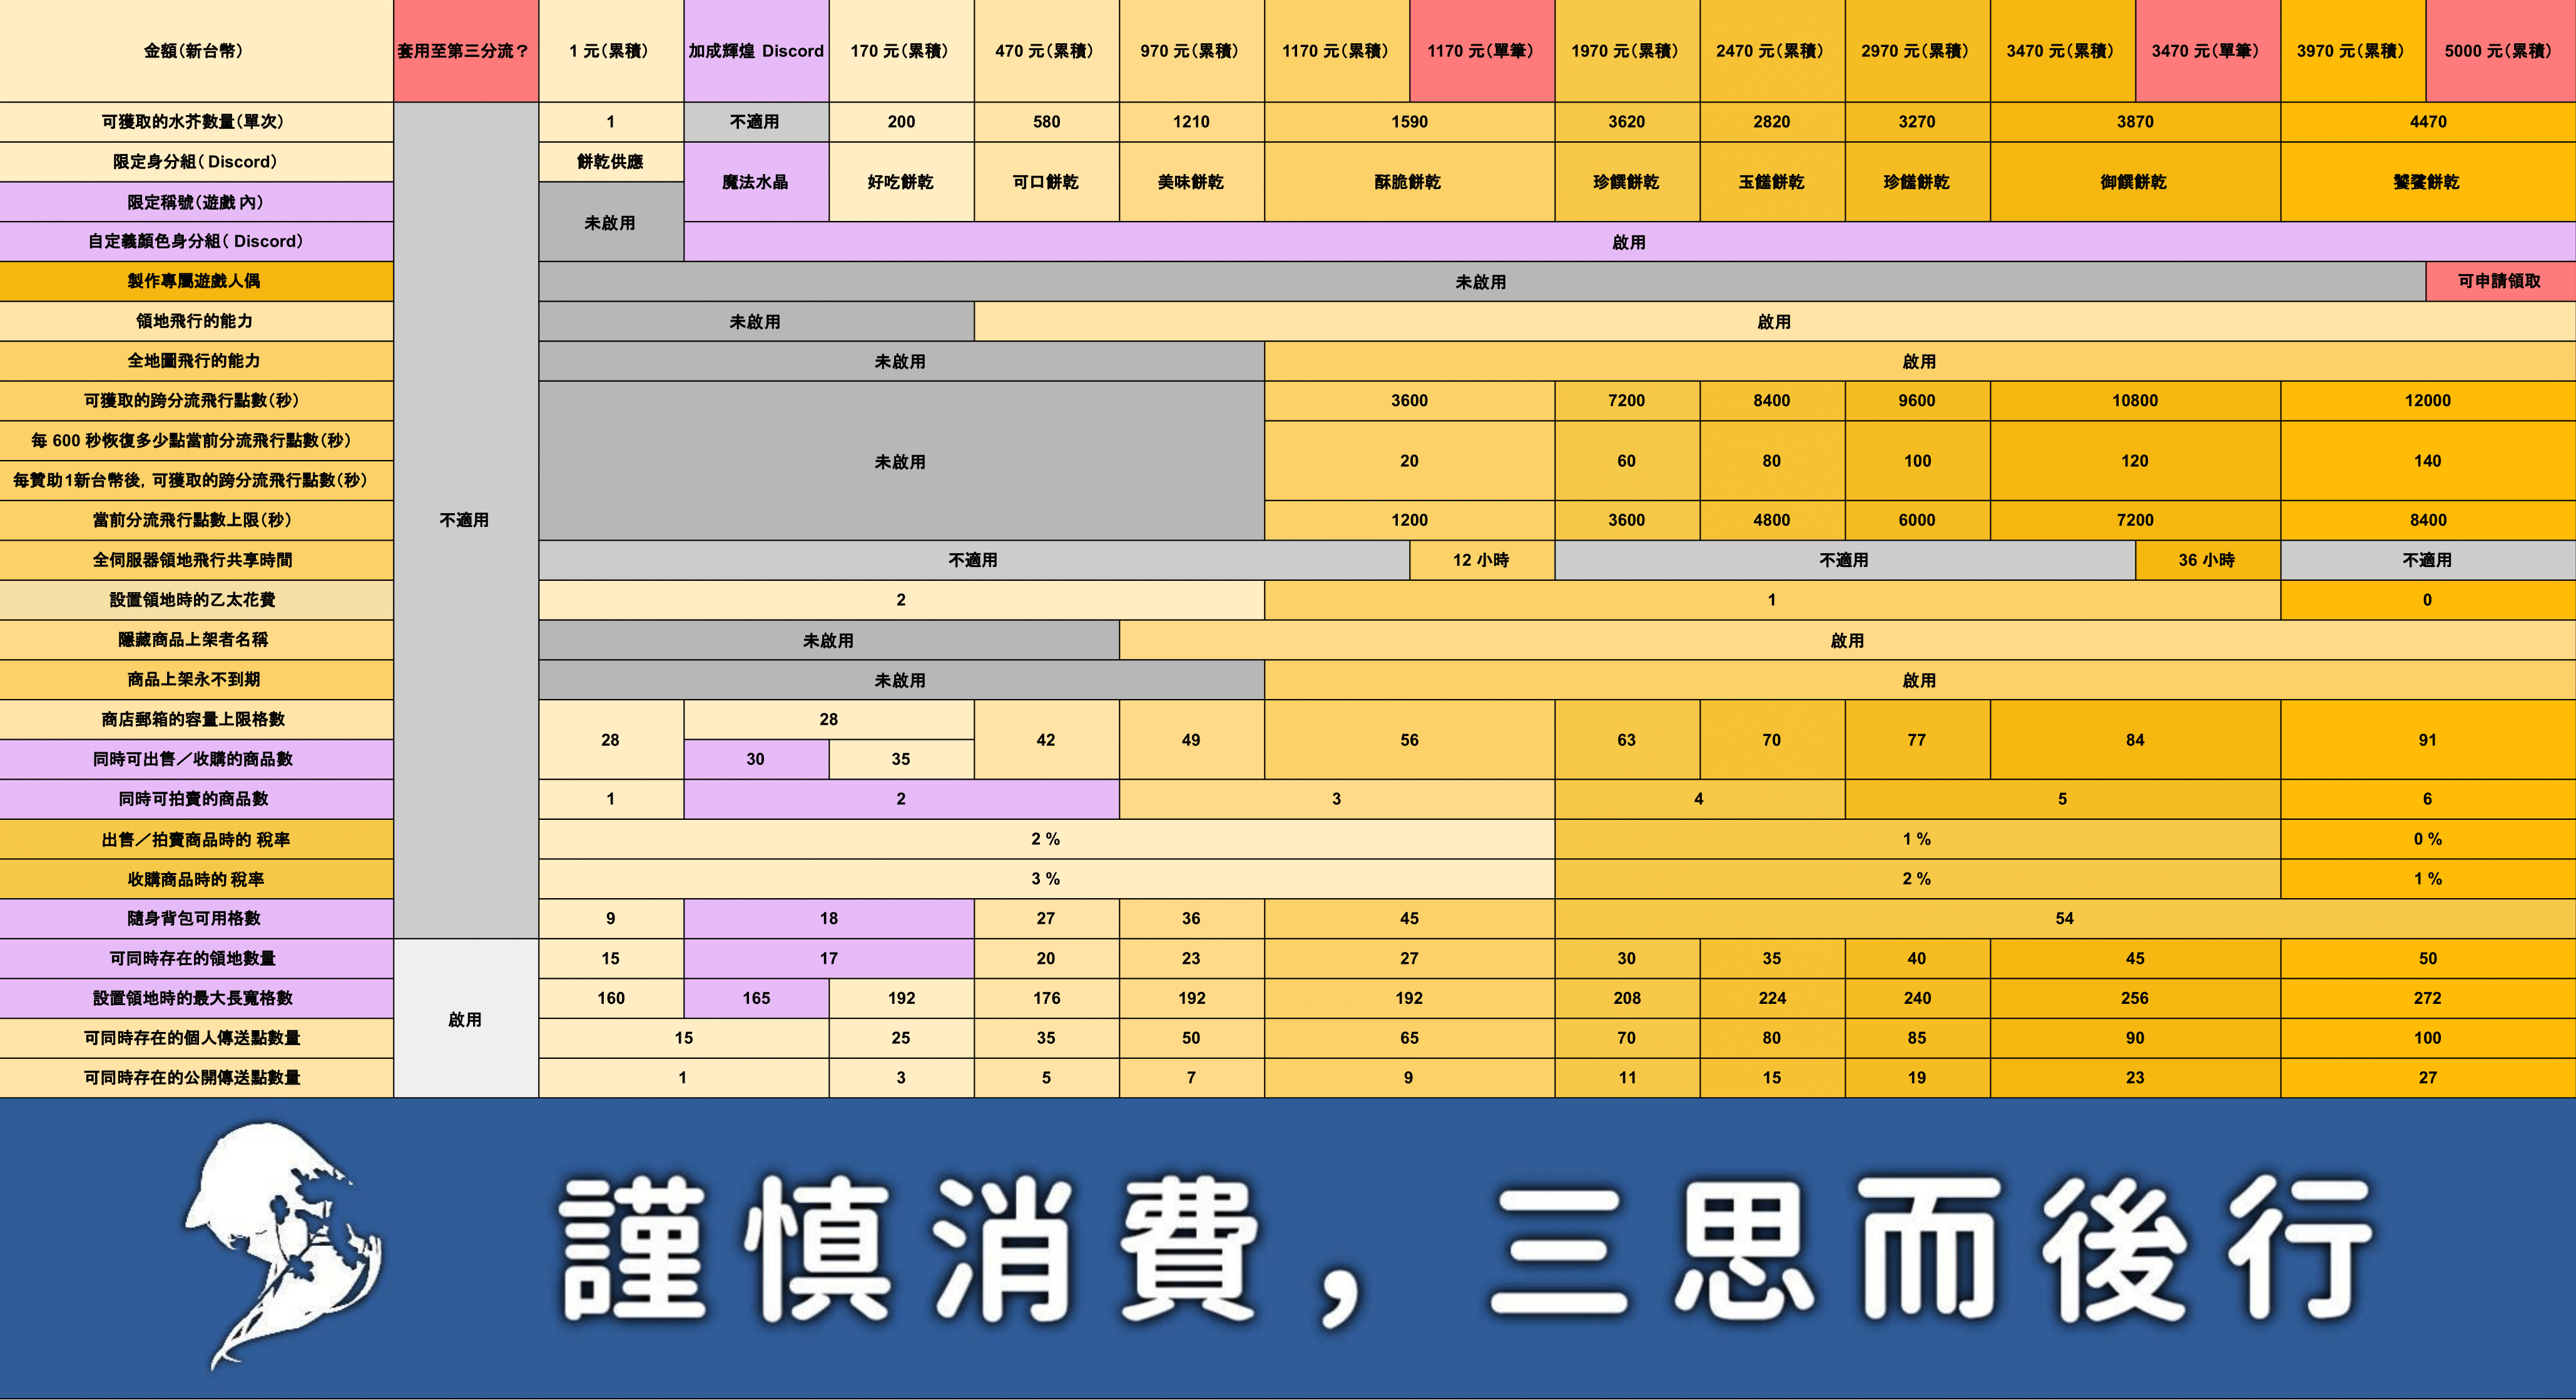 金額（新台幣） 套用至第三分流？ 1 元（累積） 加成輝煌 Discord 170 元（累積） 470 元（累積） 970 元（累積） 1170 元（累積） 1170 元（單筆） 1970 元（累積） 2470 元（累積） 2970 元（累積） 3470 元（累積） 3470 元（單筆） 3970 元（累積） 5000 元（累積）
可獲取的水芥數量（單次） 1 不適用 200 580 1210 1590 3620 2820 3270 3870 4470
限定身分組（Discord） 餅乾供應
魔法水晶 好吃餅乾 可口餅乾 美味餅乾 酥脆餅乾 珍饌餅乾 玉饈餅乾 珍饈餅乾 御饌餅乾 饕餮餅乾
限定稱號（遊戲內）
未啟用
自定義顏色身分組（Discord） 啟用
製作專屬遊戲人偶 未啟用 可申請領取
領地飛行的能力 未啟用 啟用
全地圖飛行的能力 未啟用 啟用
可獲取的跨分流飛行點數（秒） 3600 7200 8400 9600 10800 12000
每 600 秒恢復多少點當前分流飛行點數（秒）
未啟用 20 60 80 100 120 140
每贊助1新台幣後，可獲取的跨分流飛行點數（秒）
當前分流飛行點數上限（秒） 不適用 1200 3600 4800 6000 7200 8400
全伺服器領地飛行共享時間 不適用 12 小時 不適用 36 小時 不適用
設置領地時的乙太花費 2 1 0
隱藏商品上架者名稱 未啟用 啟用
商品上架永不到期 未啟用 啟用
商店郵箱的容量上限格數 28
28 42 49 56 63 70 77 84 91
同時可出售／收購的商品數 30 35
同時可拍賣的商品數 1 2 3 4 5 6
出售／拍賣商品時的稅率 2 % 1 % 0 %
收購商品時的稅率 3 % 2 % 1 %
隨身背包可用格數 9 18 27 36 45 54
可同時存在的領地數量 15 17 20 23 27 30 35 40 45 50
設置領地時的最大長寬格數 160 165 192 176 192 192 208 224 240 256 272
啟用
可同時存在的個人傳送點數量 15 25 35 50 65 70 80 85 90 100
可同時存在的公開傳送點數量 1 3 5 7 9 11 15 19 23 27
謹慎消費，三思而後行